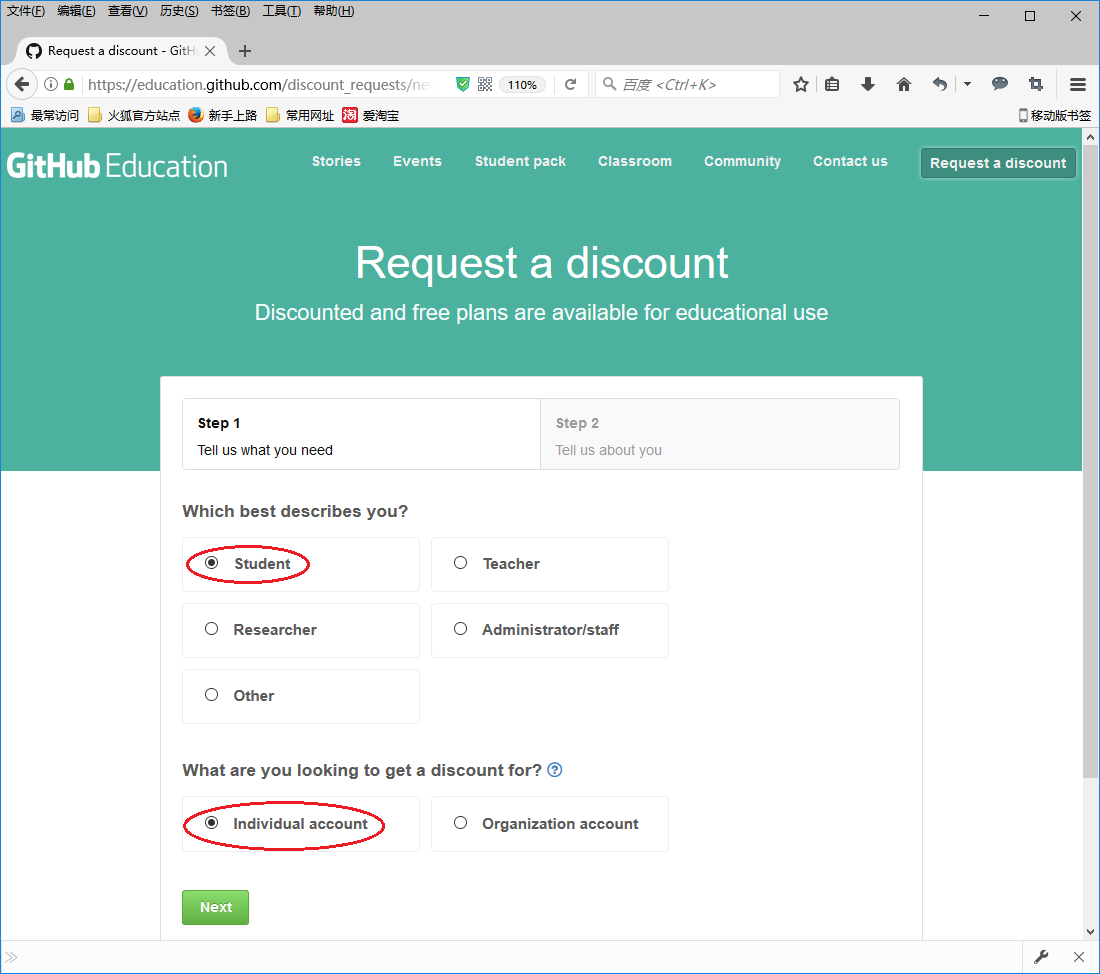 文件(F) 编辑(E) 查看(V) 历史(S) 书签(B) 工具(T) 帮助(H)
Request a discount - GitH
https://education.github.com/discount_requests/ne 110% 百度 <Ctrl+K>
最常访问 火狐官方站点 新手上路 常用网址 淘 爱淘宝 移动版书签
GitHub Education Stories Events Student pack Classroom Community Contact us Request a discount
Request a discount
Discounted and free plans are available for educational use
Step 1 Step 2
Tell us what you need Tell us about you
Which best describes you?
Student Teacher
Researcher Administrator/staff
Other
What are you looking to get a discount for? ?
Individual account Organization account
Next